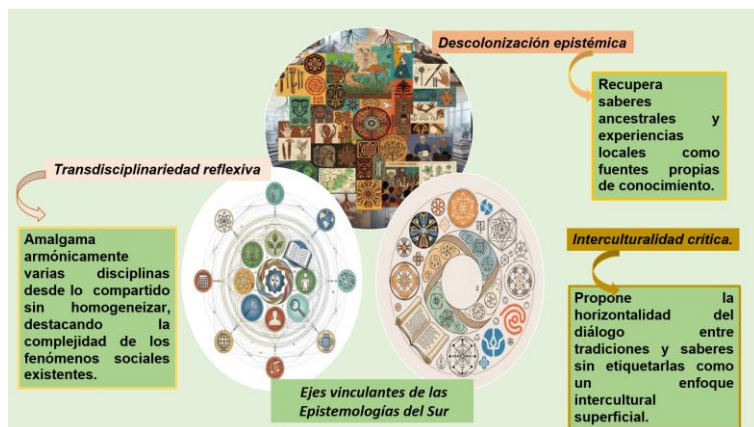 Descolonización epistémica
Recupera
saberes
ancestrales y
experiencias
locales como
fuentes propias
de conocimiento.
Transdisciplinariedad reflexiva
Amalgama
armónicamente
varias disciplinas
desde lo compartido
sin homogeneizar,
destacando la
complejidad de los
fenómenos sociales
existentes.
Interculturalidad crítica.
Propone la
horizontalidad del
diálogo entre
tradiciones y saberes
sin etiquetarlas como
un enfoque
intercultural
superficial.
Ejes vinculantes de las
Epistemologías del Sur